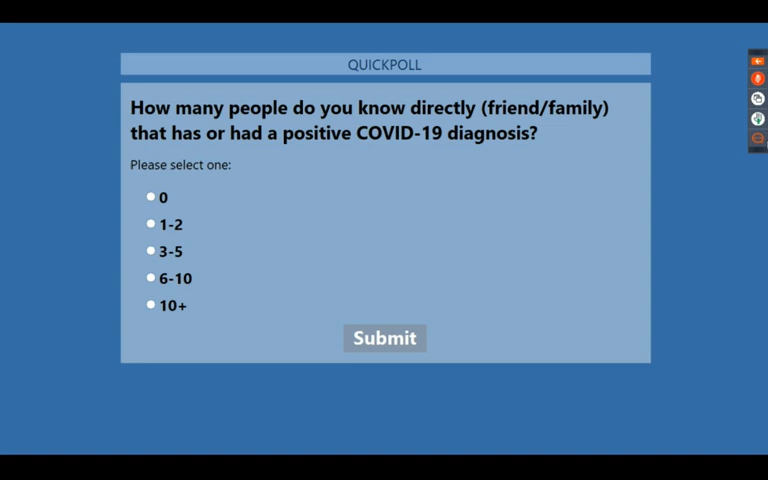 QUICKPOLL
How many people do you know directly (friend/family)
that has or had a positive COVID-19 diagnosis?
Please select one:
0
1-2
3-5
6-10
10+
Submit